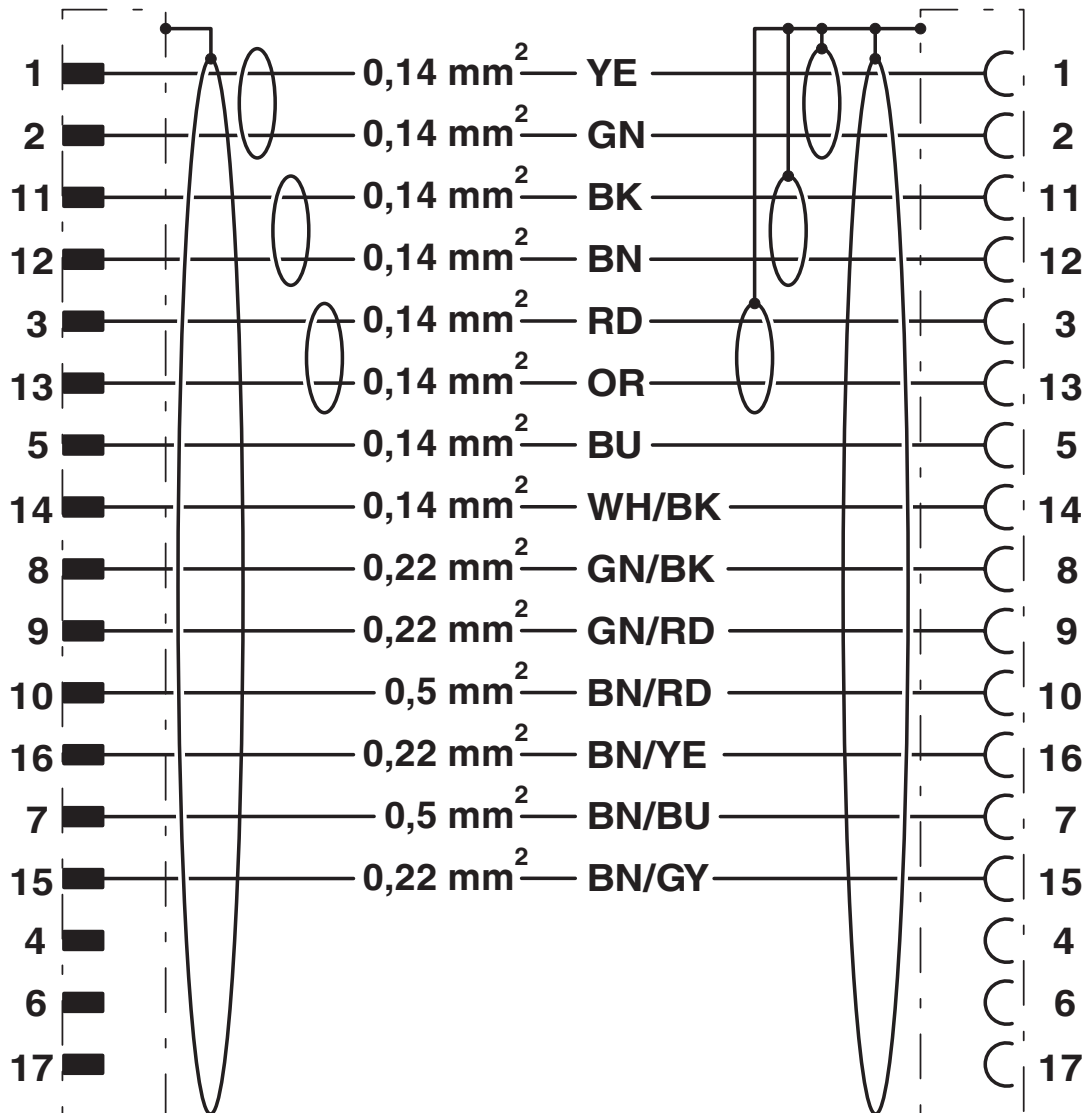 1 0,14 mm² YE 1
2 0,14 mm² GN 2
11 0,14 mm² BK 11
12 0,14 mm² BN 12
3 0,14 mm² RD 3
13 0,14 mm² OR 13
5 0,14 mm² BU 5
14 0,14 mm² WH/BK 14
8 0,22 mm² GN/BK 8
9 0,22 mm² GN/RD 9
10 0,5 mm² BN/RD 10
16 0,22 mm² BN/YE 16
7 0,5 mm² BN/BU 7
15 0,22 mm² BN/GY 15
4 4
6 6
17 17